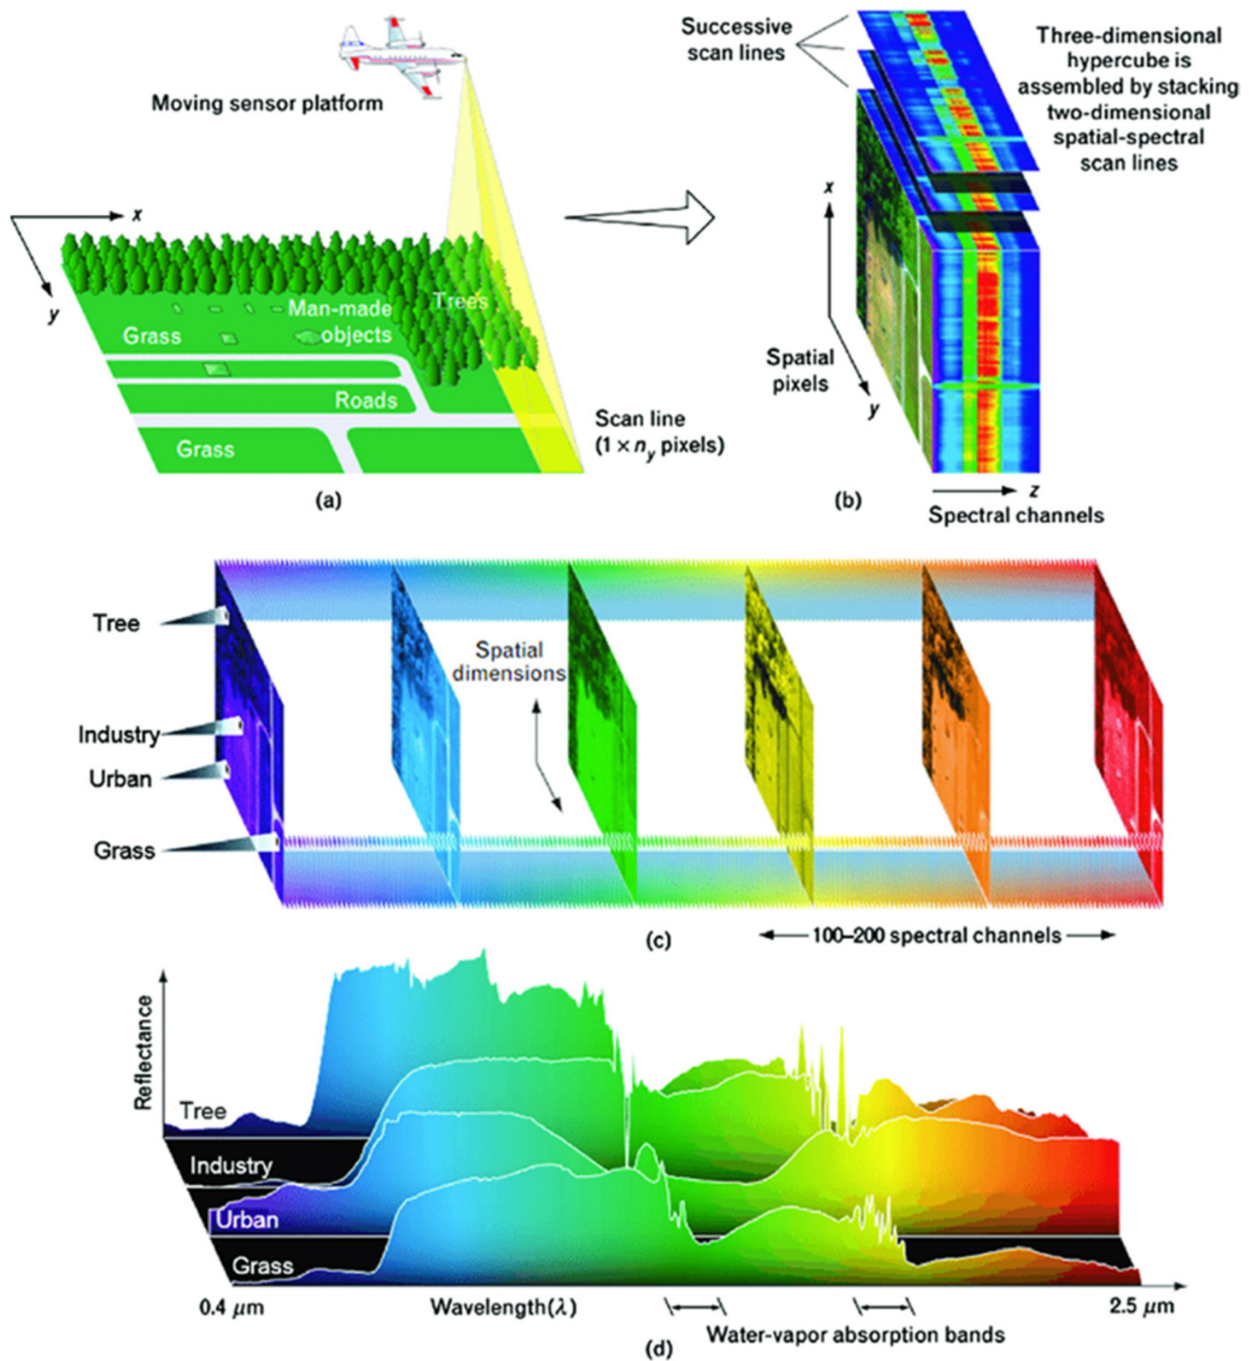 Moving sensor platform
x
y
Trees
Man-made
objects
Grass
Roads
Grass
Scan line
(1 × ny pixels)
(a)
Successive
scan lines
Three-dimensional
hypercube is
assembled by stacking
two-dimensional
spatial-spectral
scan lines
x
Spatial
pixels
y
(b)
z
Spectral channels
Tree
Spatial
dimensions
Industry
Urban
Grass
(c)
100–200 spectral channels
Reflectance
Tree
Industry
Urban
Grass
0.4 μm
Wavelength(λ)
2.5 μm
Water-vapor absorption bands
(d)